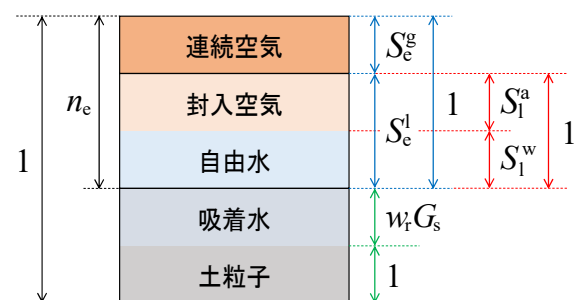 連続空気
封入空気
自由水
吸着水
土粒子
1
n_e
S_e^g
S_e^l
1
S_l^a
S_l^w
1
w_rG_s
1